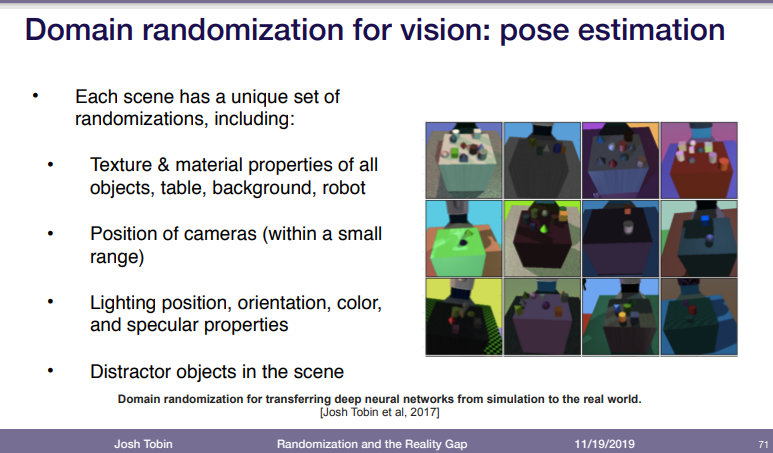 Domain randomization for vision: pose estimation
• Each scene has a unique set of
randomizations, including:
• Texture & material properties of all
objects, table, background, robot
• Position of cameras (within a small
range)
• Lighting position, orientation, color,
and specular properties
• Distractor objects in the scene
Domain randomization for transferring deep neural networks from simulation to the real world.
[Josh Tobin et al, 2017]
Josh Tobin Randomization and the Reality Gap 11/19/2019 71